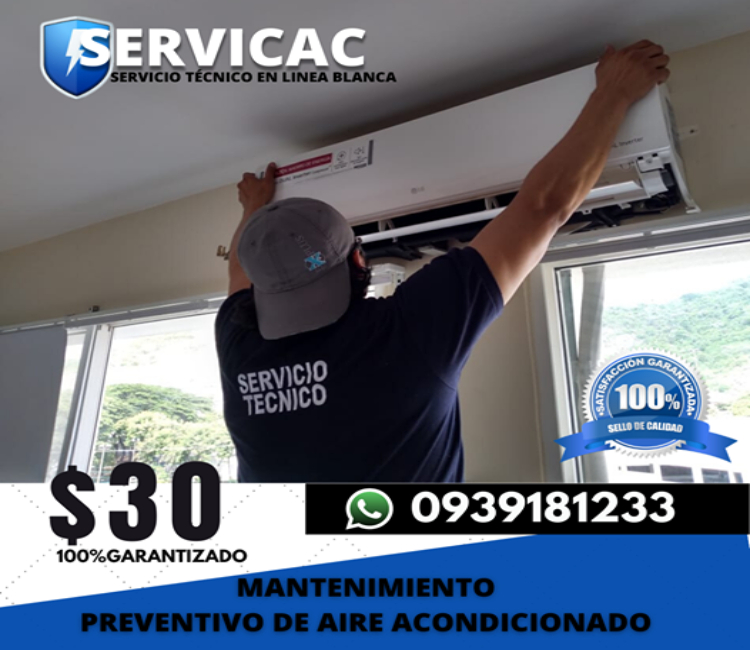 SERVICAC
SERVICIO TÉCNICO EN LINEA BLANCA
LG
SERVICIO
TECNICO
SATISFACCIÓN GARANTIZADA
100%
SELLO DE CALIDAD
$30
100%GARANTIZADO
0939181233
MANTENIMIENTO
PREVENTIVO DE AIRE ACONDICIONADO